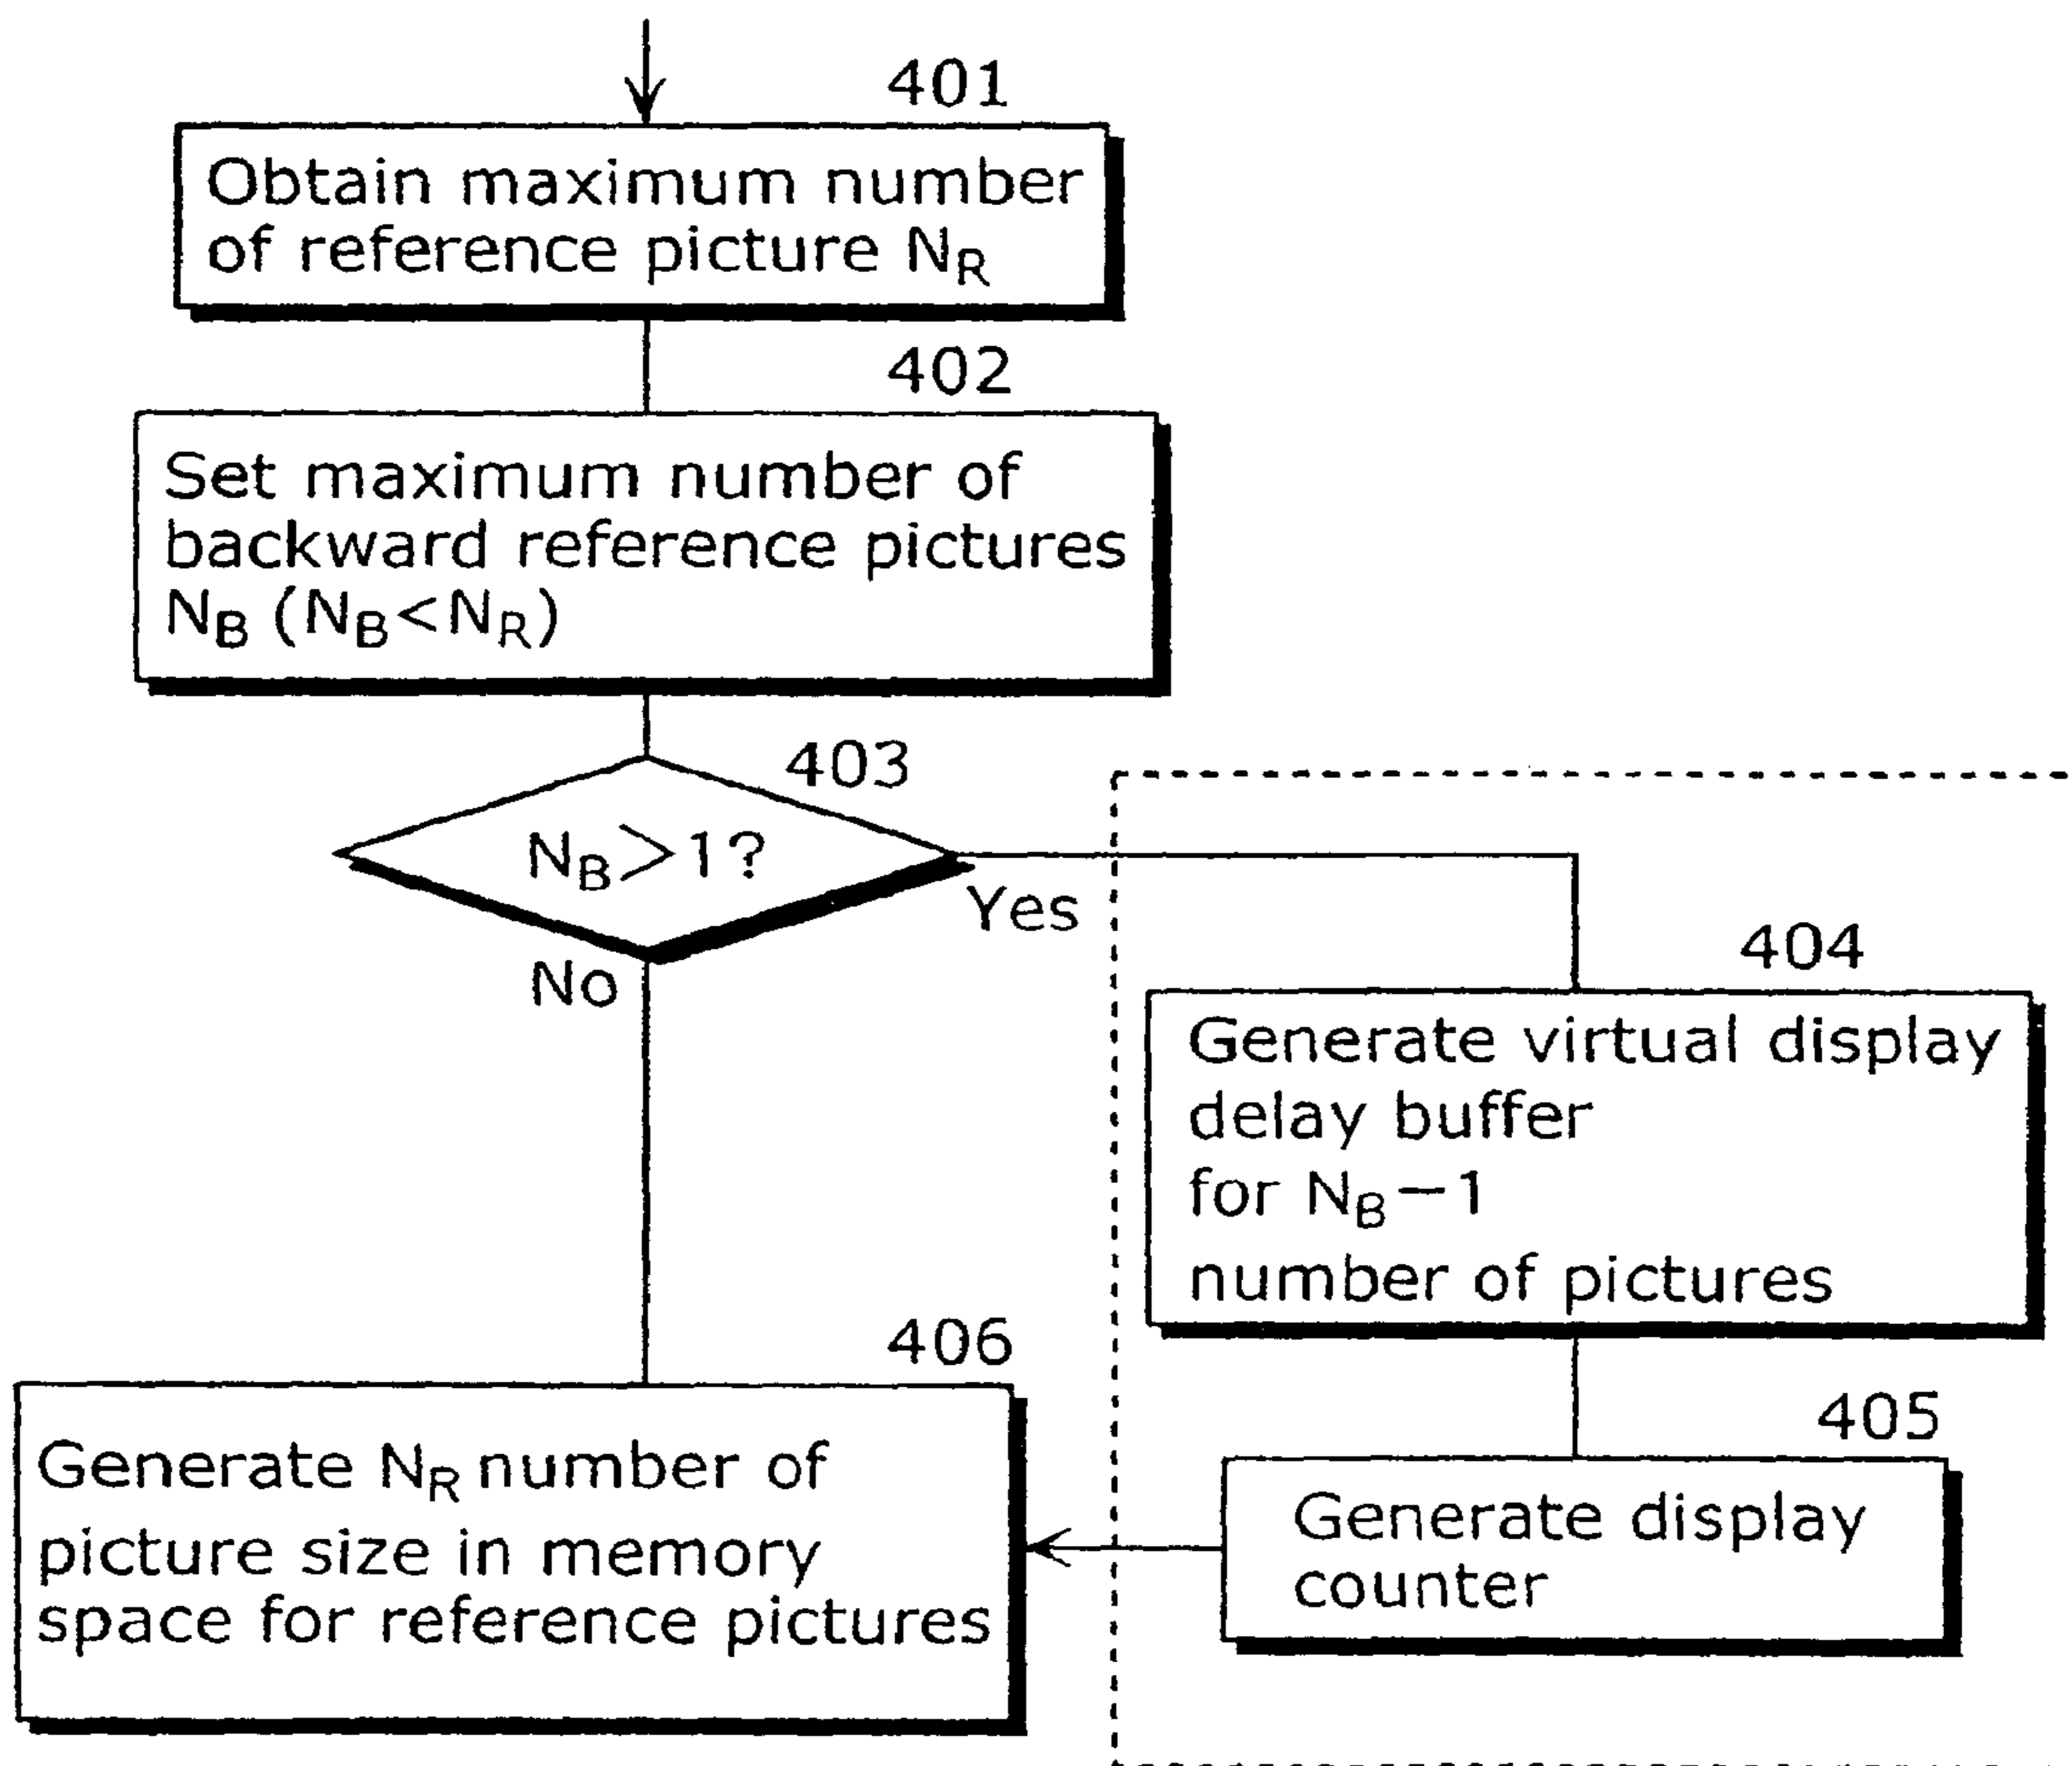 401
Obtain maximum number
of reference picture NR
402
Set maximum number of
backward reference pictures
NB (NB<NR)
403
NB>1?
Yes
No
404
Generate virtual display
delay buffer
for NB−1
number of pictures
405
Generate display
counter
406
Generate NR number of
picture size in memory
space for reference pictures